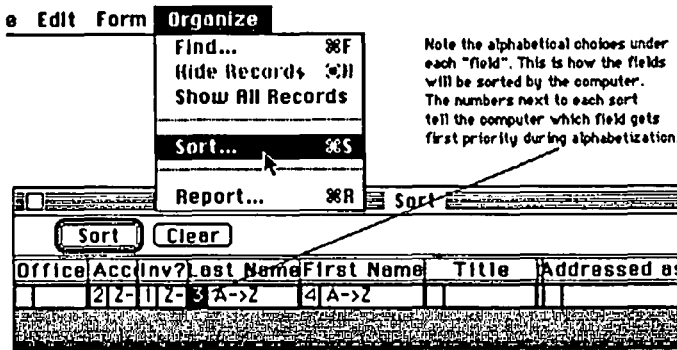 e Edit Form Organize
Find... ⌘F
Hide Records ⌘H
Show All Records
Sort... ⌘S
Report... ⌘R
Note the alphabetical choices under
each "field". This is how the fields
will be sorted by the computer.
The numbers next to each sort
tell the computer which field gets
first priority during alphabetization
Sort
Sort Clear
Office Acc Inv? Last Name First Name Title Addressed as
2 Z- 1 Z- 3 A->Z 4 A->Z